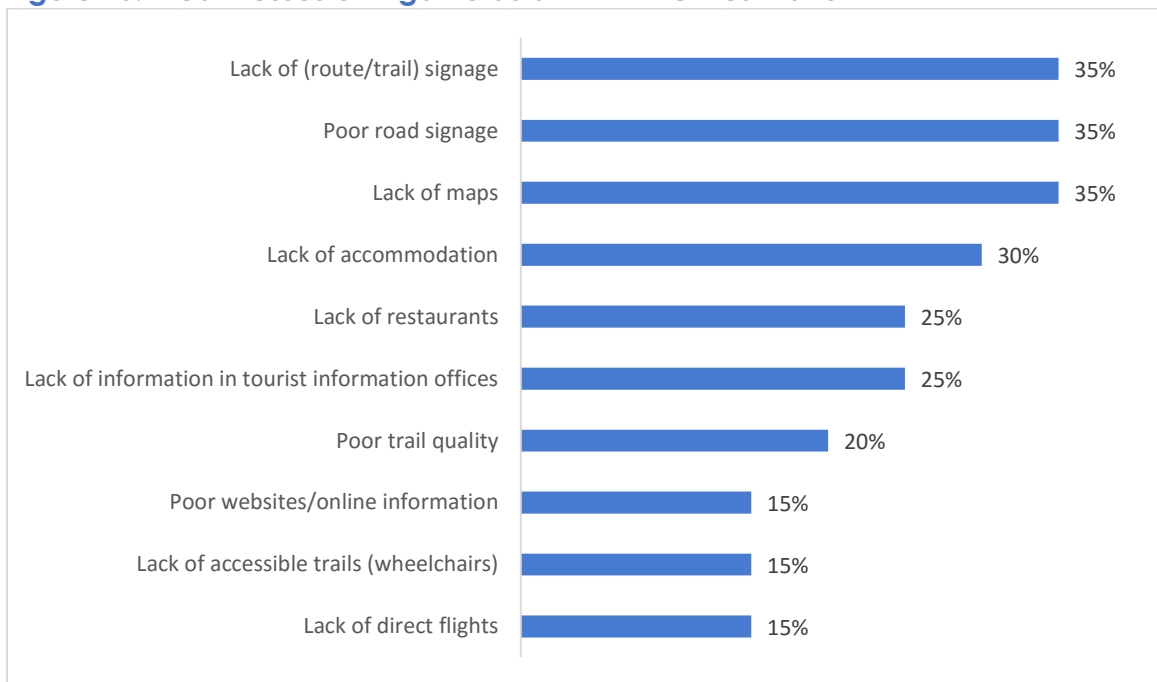 Lack of (route/trail) signage 35%
Poor road signage 35%
Lack of maps 35%
Lack of accommodation 30%
Lack of restaurants 25%
Lack of information in tourist information offices 25%
Poor trail quality 20%
Poor websites/online information 15%
Lack of accessible trails (wheelchairs) 15%
Lack of direct flights 15%